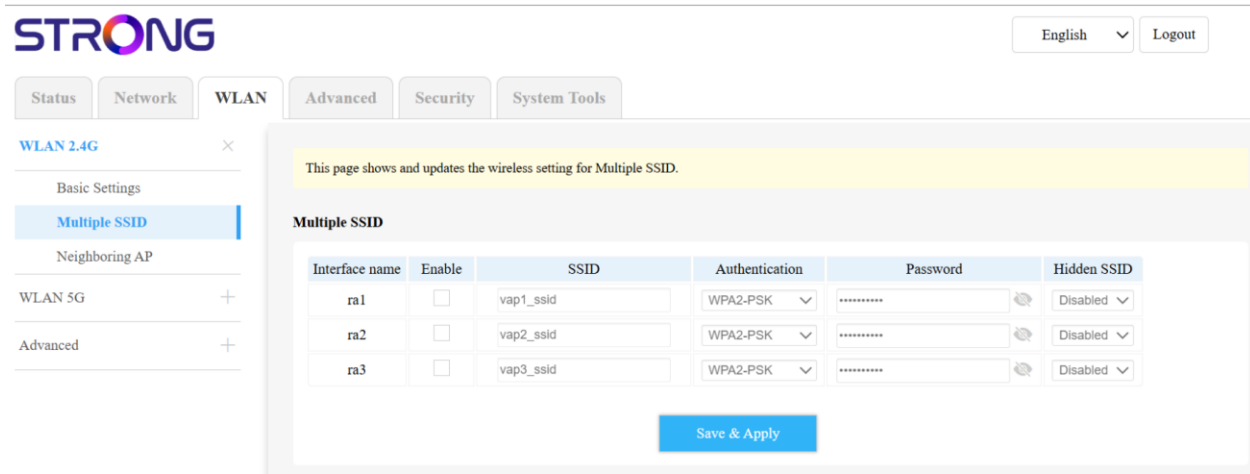 STRONG
English Logout
Status Network WLAN Advanced Security System Tools
WLAN 2.4G
Basic Settings
Multiple SSID
Neighboring AP
WLAN 5G
Advanced
This page shows and updates the wireless setting for Multiple SSID.
Multiple SSID
Interface name Enable SSID Authentication Password Hidden SSID
ra1 vap1_ssid WPA2-PSK •••••••••• Disabled
ra2 vap2_ssid WPA2-PSK •••••••••• Disabled
ra3 vap3_ssid WPA2-PSK •••••••••• Disabled
Save & Apply